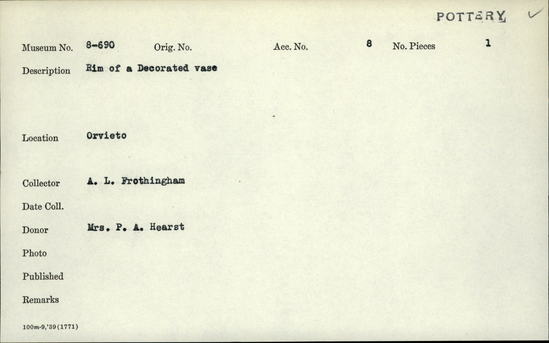 POTTERY ✓
Museum No. 8-690 Orig. No. Acc. No. 8 No. Pieces 1
Description Rim of a Decorated vase
Location Orvieto
Collector A. L. Frothingham
Date Coll.
Donor Mrs. P. A. Hearst
Photo
Published
Remarks
100m-9,'39(1771)